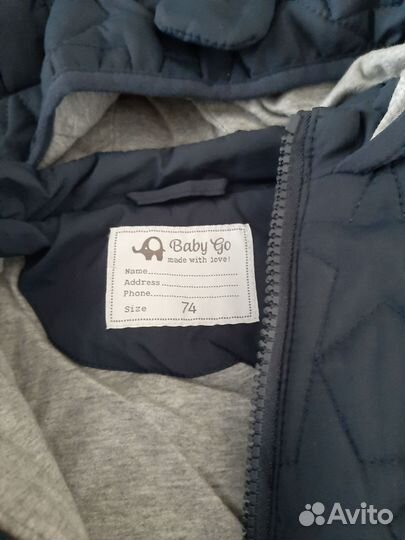 Baby Go
made with love!
Name
Address
Phone
Size 74
Avito